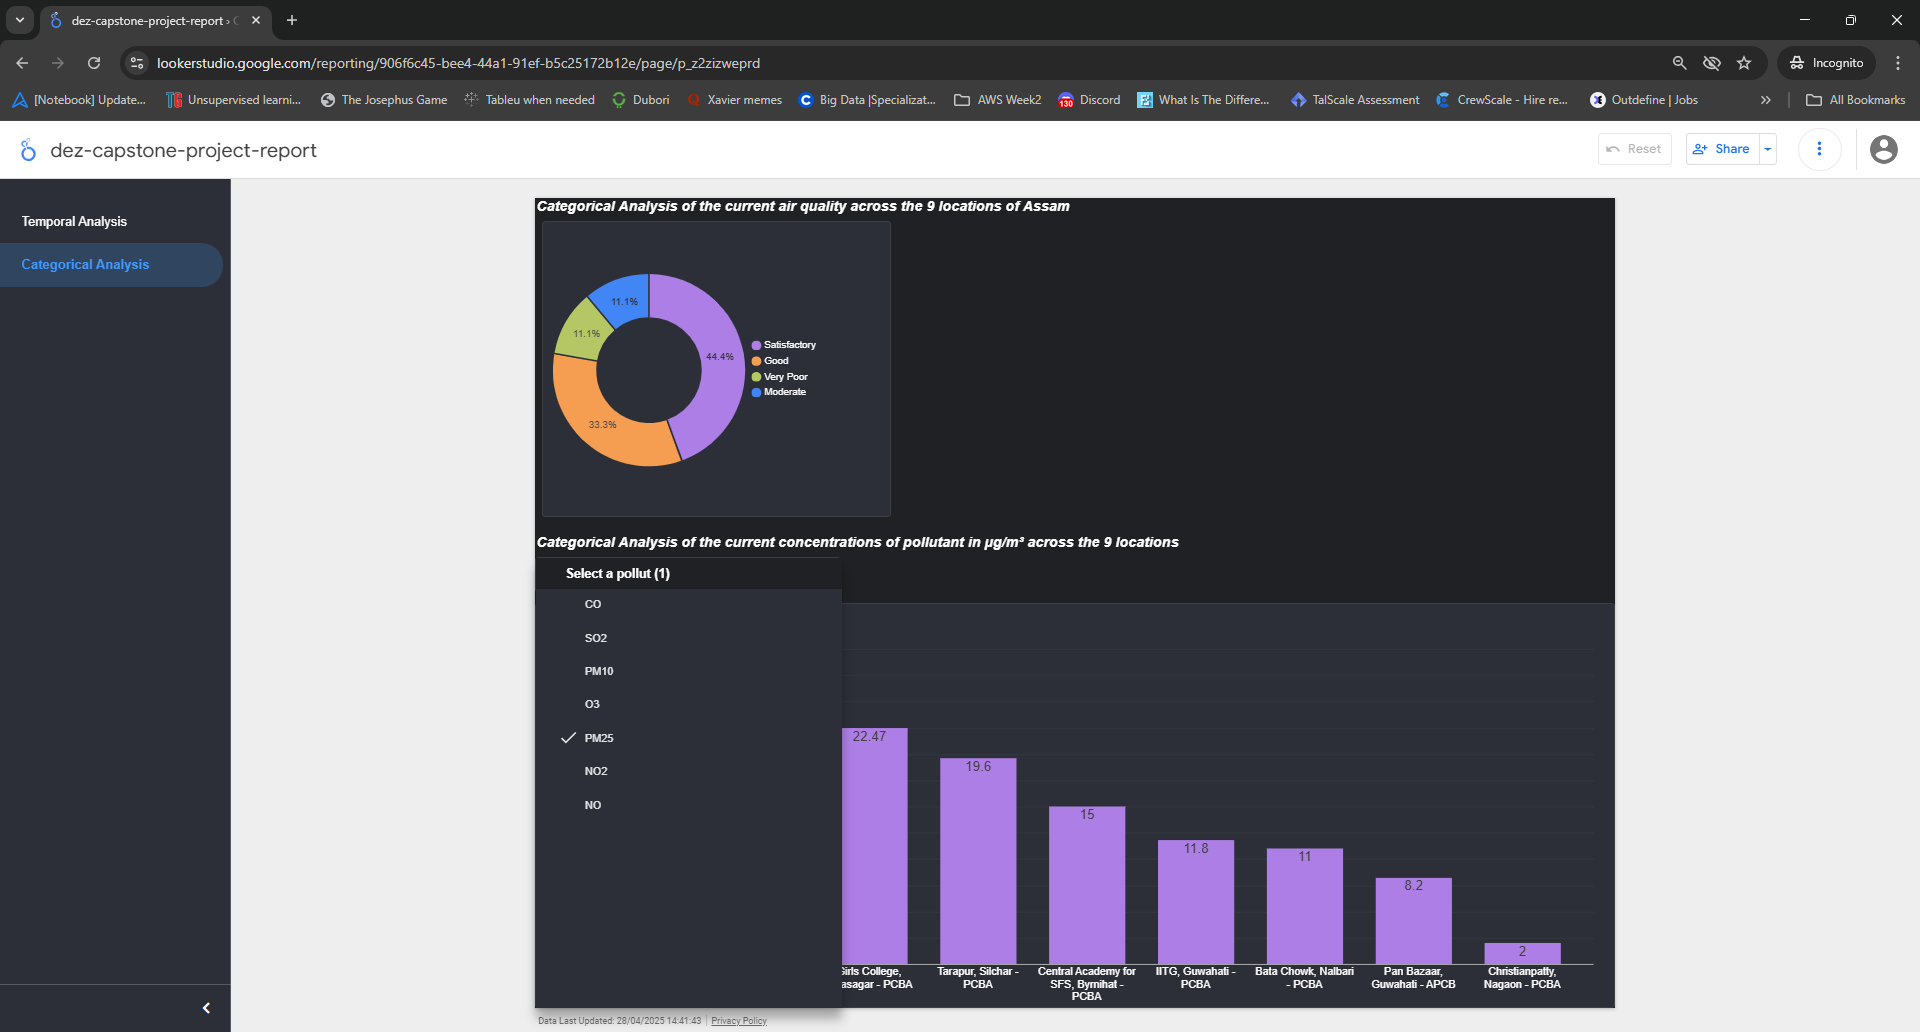 dez-capstone-project-report ›
lookerstudio.google.com/reporting/906f6c45-bee4-44a1-91ef-b5c25172b12e/page/p_z2zizweprd
Incognito
[Notebook] Update...
Unsupervised learni...
The Josephus Game
Tableu when needed
Dubori
Xavier memes
Big Data |Specializat...
AWS Week2
130
Discord
What Is The Differe...
TalScale Assessment
CrewScale - Hire re...
Outdefine | Jobs
All Bookmarks
dez-capstone-project-report
Reset
Share
Temporal Analysis
Categorical Analysis
Categorical Analysis of the current air quality across the 9 locations of Assam
11.1%
11.1%
44.4%
33.3%
Satisfactory
Good
Very Poor
Moderate
Categorical Analysis of the current concentrations of pollutant in µg/m³ across the 9 locations
Select a pollut (1)
CO
SO2
PM10
O3
PM25
NO2
NO
22.47
19.6
15
11.8
11
8.2
2
Girls College,
asagar - PCBA
Tarapur, Silchar -
PCBA
Central Academy for
SFS, Byrnihat -
PCBA
IITG, Guwahati -
PCBA
Bata Chowk, Nalbari
- PCBA
Pan Bazaar,
Guwahati - APCB
Christianpatty,
Nagaon - PCBA
Data Last Updated: 28/04/2025 14:41:43
Privacy Policy